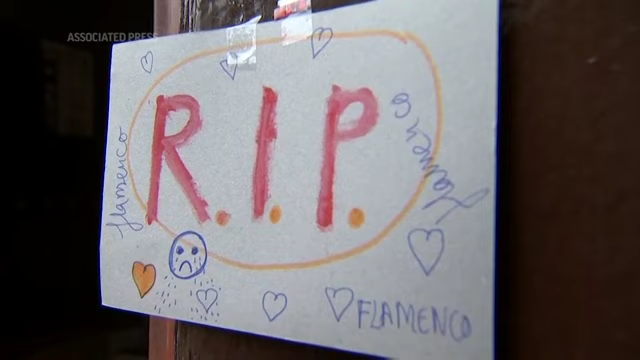 ASSOCIATED PRESS
R.I.P.
flamenco
flamenco
FLAMENCO